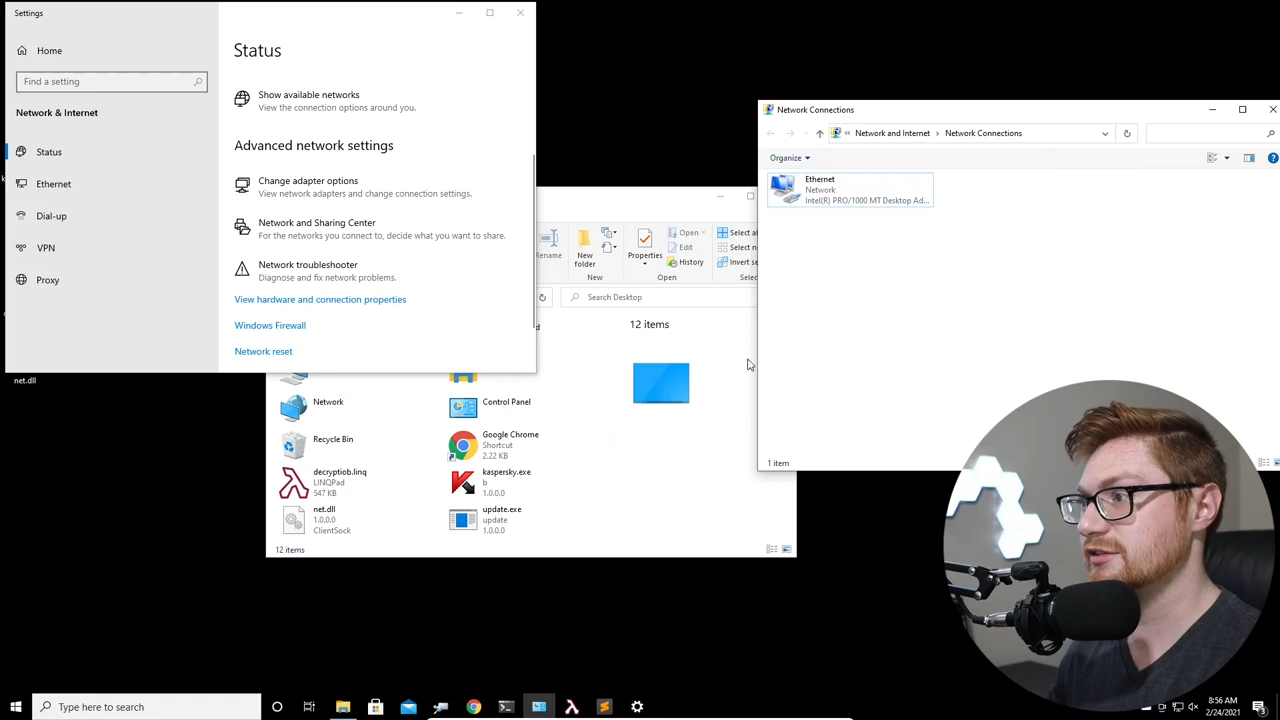 Settings
Home
Find a setting
Network & Internet
Status
Ethernet
Dial-up
VPN
Proxy
Status
Show available networks
View the connection options around you.
Advanced network settings
Change adapter options
View network adapters and change connection settings.
Network and Sharing Center
For the networks you connect to, decide what you want to share.
Network troubleshooter
Diagnose and fix network problems.
View hardware and connection properties
Windows Firewall
Network reset
net.dll
Rename
New
folder
New
Properties
Open
Edit
History
Open
Select al
Select n
Invert se
Selec
Search Desktop
12 items
Network
Control Panel
Recycle Bin
Google Chrome
Shortcut
2.22 KB
decryptiob.linq
LINQPad
547 KB
kaspersky.exe
b
1.0.0.0
net.dll
1.0.0.0
ClientSock
update.exe
update
1.0.0.0
12 items
Network Connections
« Network and Internet › Network Connections
Organize
Ethernet
Network
Intel(R) PRO/1000 MT Desktop Ad...
1 item
Type here to search
8:56 AM
2/24/2021